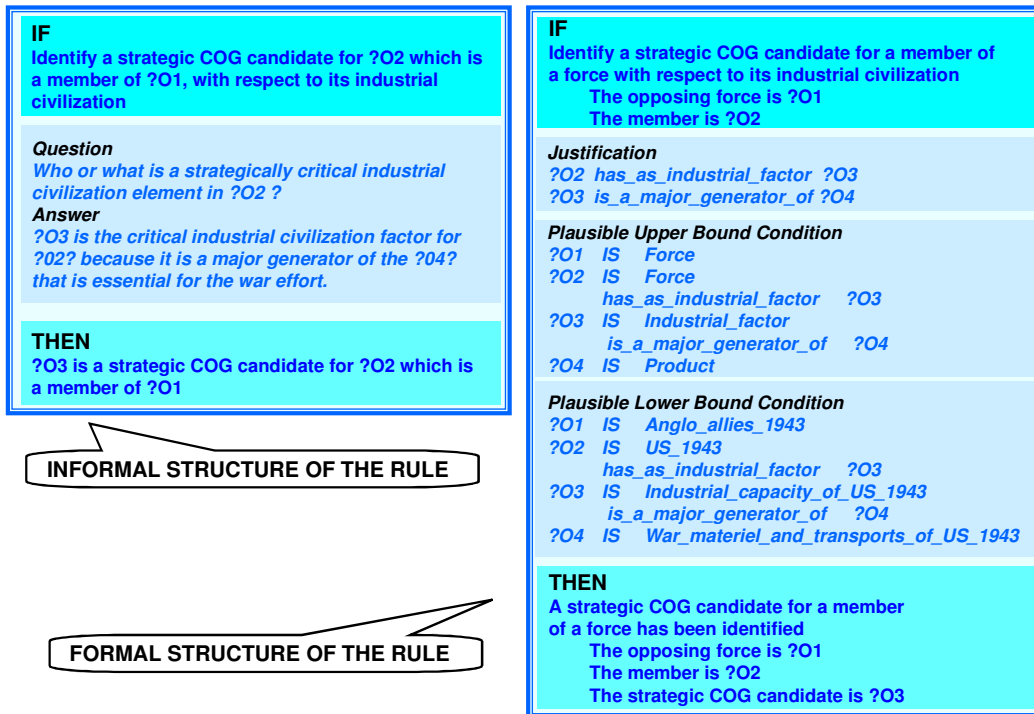 IF
Identify a strategic COG candidate for ?O2 which is
a member of ?O1, with respect to its industrial
civilization
Question
Who or what is a strategically critical industrial
civilization element in ?O2 ?
Answer
?O3 is the critical industrial civilization factor for
?02? because it is a major generator of the ?04?
that is essential for the war effort.
THEN
?O3 is a strategic COG candidate for ?O2 which is
a member of ?O1
INFORMAL STRUCTURE OF THE RULE
FORMAL STRUCTURE OF THE RULE
IF
Identify a strategic COG candidate for a member of
a force with respect to its industrial civilization
The opposing force is ?O1
The member is ?O2
Justification
?O2 has_as_industrial_factor ?O3
?O3 is_a_major_generator_of ?O4
Plausible Upper Bound Condition
?O1 IS Force
?O2 IS Force
has_as_industrial_factor ?O3
?O3 IS Industrial_factor
is_a_major_generator_of ?O4
?O4 IS Product
Plausible Lower Bound Condition
?O1 IS Anglo_allies_1943
?O2 IS US_1943
has_as_industrial_factor ?O3
?O3 IS Industrial_capacity_of_US_1943
is_a_major_generator_of ?O4
?O4 IS War_materiel_and_transports_of_US_1943
THEN
A strategic COG candidate for a member
of a force has been identified
The opposing force is ?O1
The member is ?O2
The strategic COG candidate is ?O3